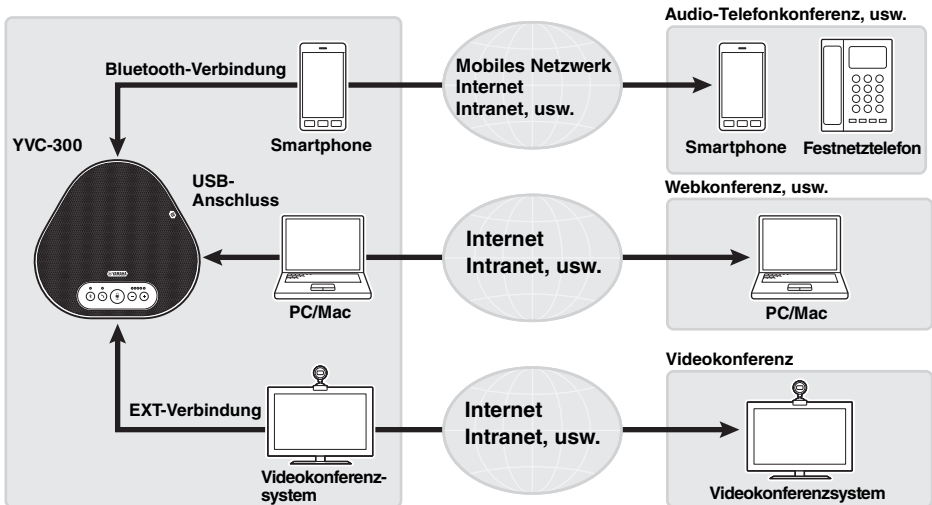 Audio-Telefonkonferenz, usw.
Bluetooth-Verbindung
Mobiles Netzwerk
Internet
Intranet, usw.
YVC-300
Smartphone
Smartphone
Festnetztelefon
USB-
Anschluss
Webkonferenz, usw.
Internet
Intranet, usw.
YAMAHA
PC/Mac
PC/Mac
Videokonferenz
EXT-Verbindung
Internet
Intranet, usw.
Videokonferenz-
system
Videokonferenzsystem